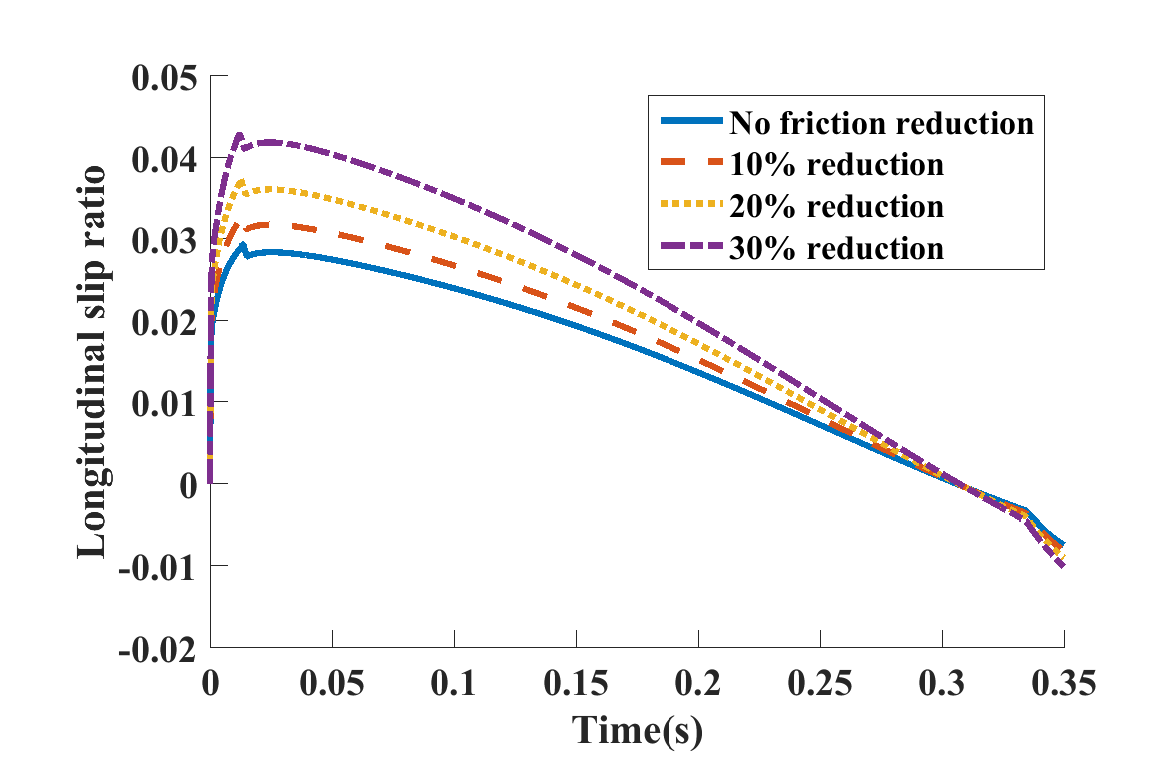 0.05
0.04
0.03
0.02
0.01
0
-0.01
-0.02
Longitudinal slip ratio
No friction reduction
10% reduction
20% reduction
30% reduction
0 0.05 0.1 0.15 0.2 0.25 0.3 0.35
Time(s)